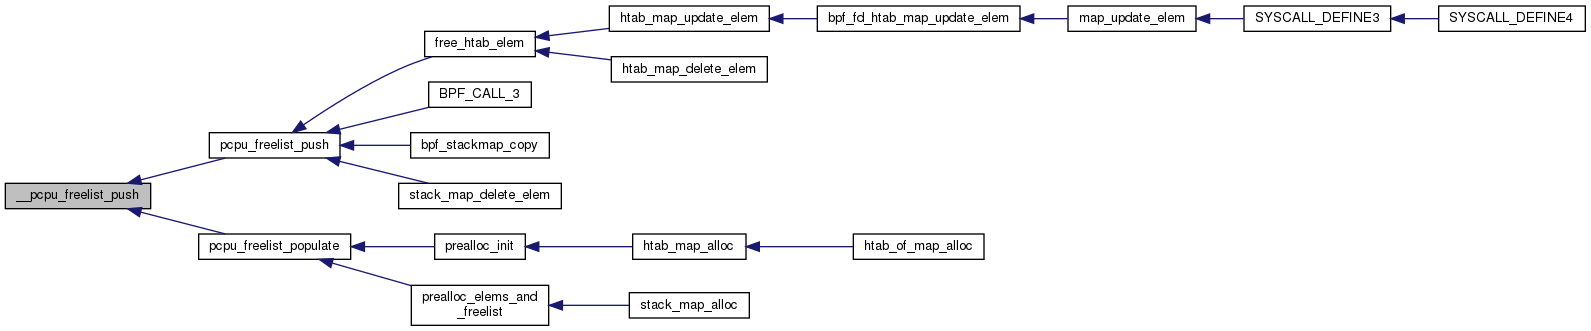 htab_map_update_elem
bpf_fd_htab_map_update_elem
map_update_elem
SYSCALL_DEFINE3
SYSCALL_DEFINE4
free_htab_elem
htab_map_delete_elem
BPF_CALL_3
pcpu_freelist_push
bpf_stackmap_copy
__pcpu_freelist_push
stack_map_delete_elem
pcpu_freelist_populate
prealloc_init
htab_map_alloc
htab_of_map_alloc
prealloc_elems_and
_freelist
stack_map_alloc